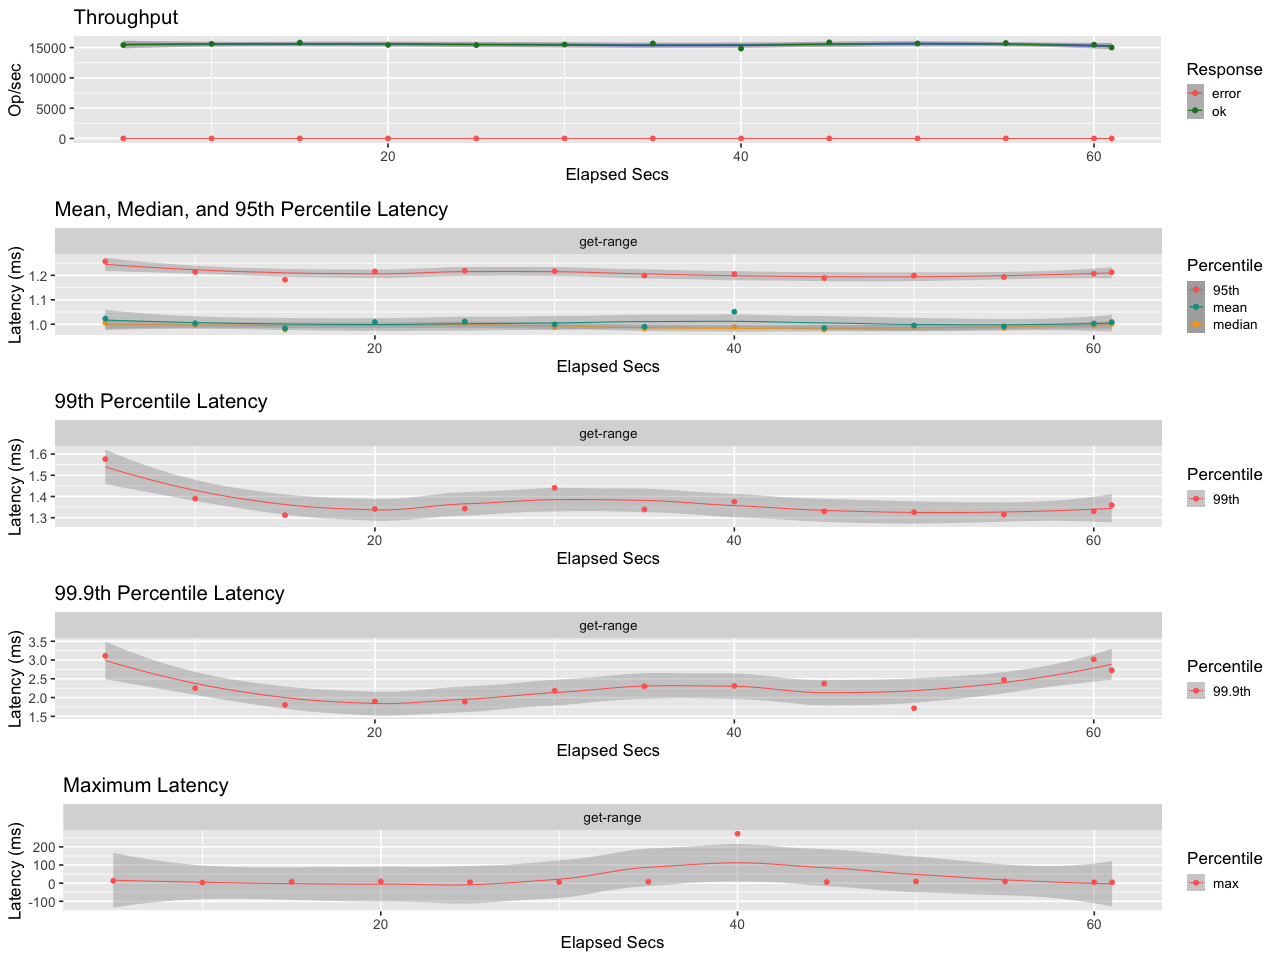 Throughput
Op/sec
15000
10000
5000
0
20 40 60
Elapsed Secs
Response
error
ok
Mean, Median, and 95th Percentile Latency
get-range
Latency (ms)
1.2
1.1
1.0
20 40 60
Elapsed Secs
Percentile
95th
mean
median
99th Percentile Latency
get-range
Latency (ms)
1.6
1.5
1.4
1.3
20 40 60
Elapsed Secs
Percentile
99th
99.9th Percentile Latency
get-range
Latency (ms)
3.5
3.0
2.5
2.0
1.5
20 40 60
Elapsed Secs
Percentile
99.9th
Maximum Latency
get-range
Latency (ms)
200
100
0
-100
20 40 60
Elapsed Secs
Percentile
max